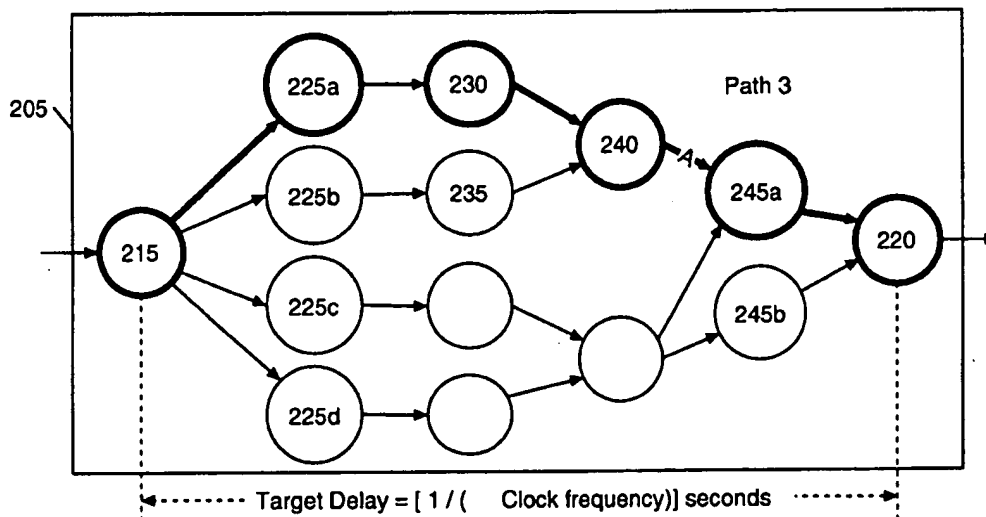 225a
230
Path 3
205
240
A
225b
235
245a
215
220
225c
245b
225d
Target Delay = [ 1 / ( Clock frequency)] seconds